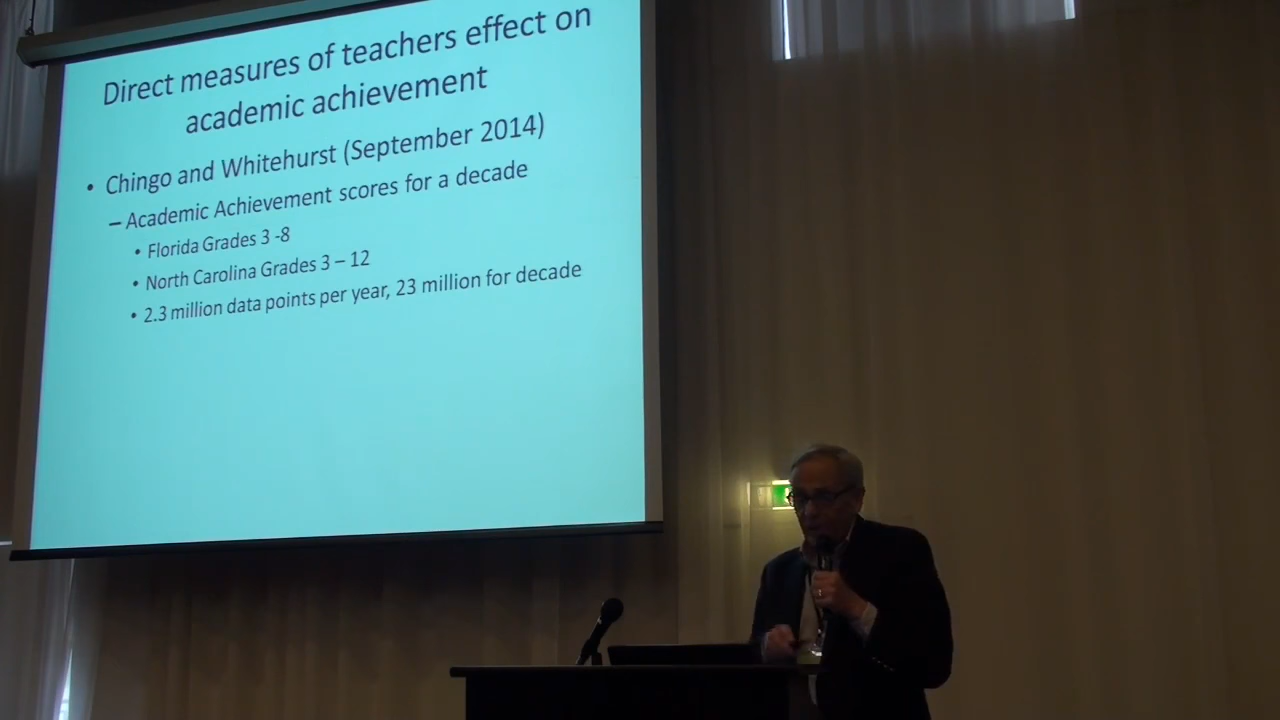 Direct measures of teachers effect on
academic achievement
• Chingo and Whitehurst (September 2014)
– Academic Achievement scores for a decade
• Florida Grades 3 -8
• North Carolina Grades 3 – 12
• 2.3 million data points per year, 23 million for decade